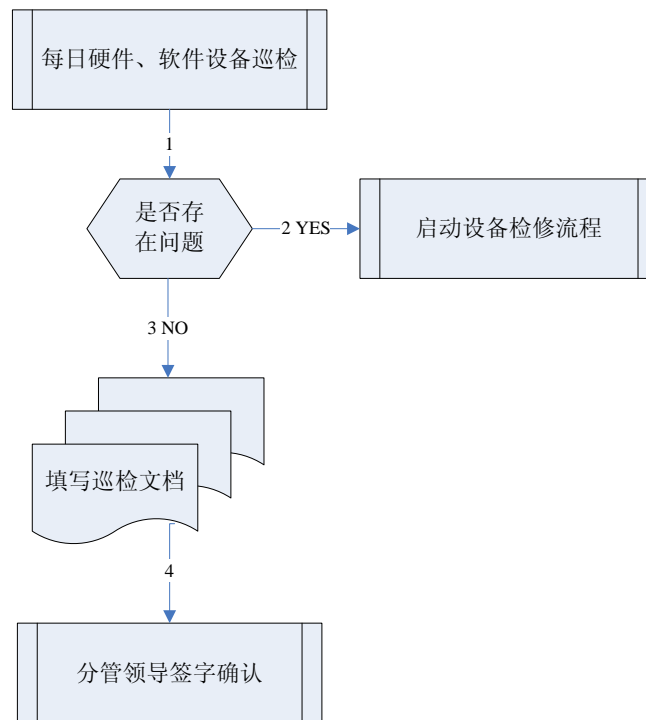 每日硬件、软件设备巡检
1
是否存
在问题
2 YES
启动设备检修流程
3 NO
填写巡检文档
4
分管领导签字确认